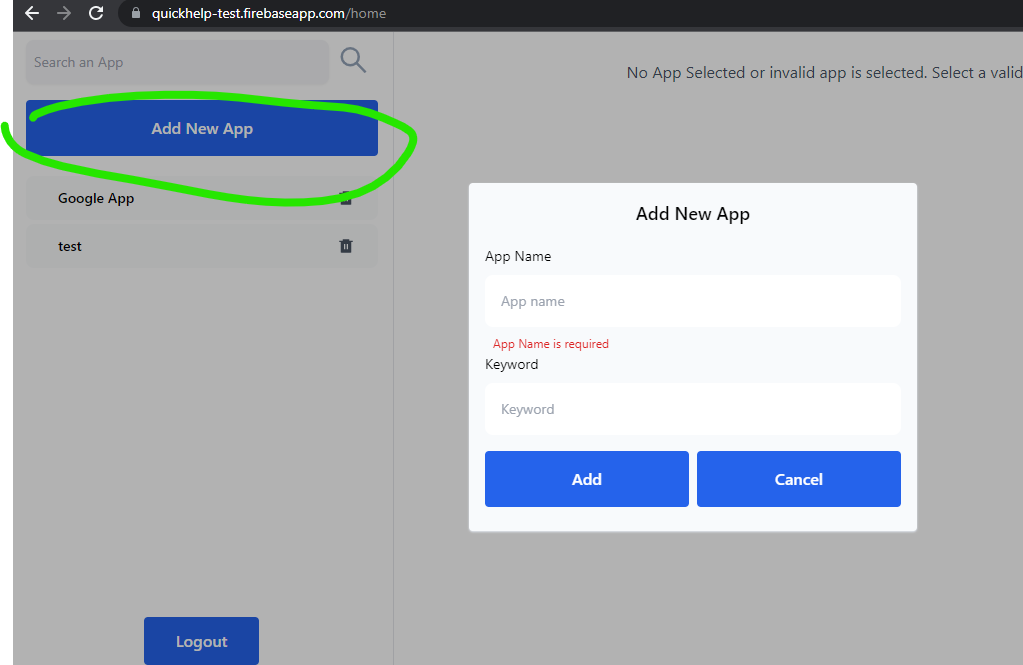 quickhelp-test.firebaseapp.com/home
Search an App
No App Selected or invalid app is selected. Select a valid
Add New App
Google App
test
Add New App
App Name
App name
App Name is required
Keyword
Keyword
Add
Cancel
Logout